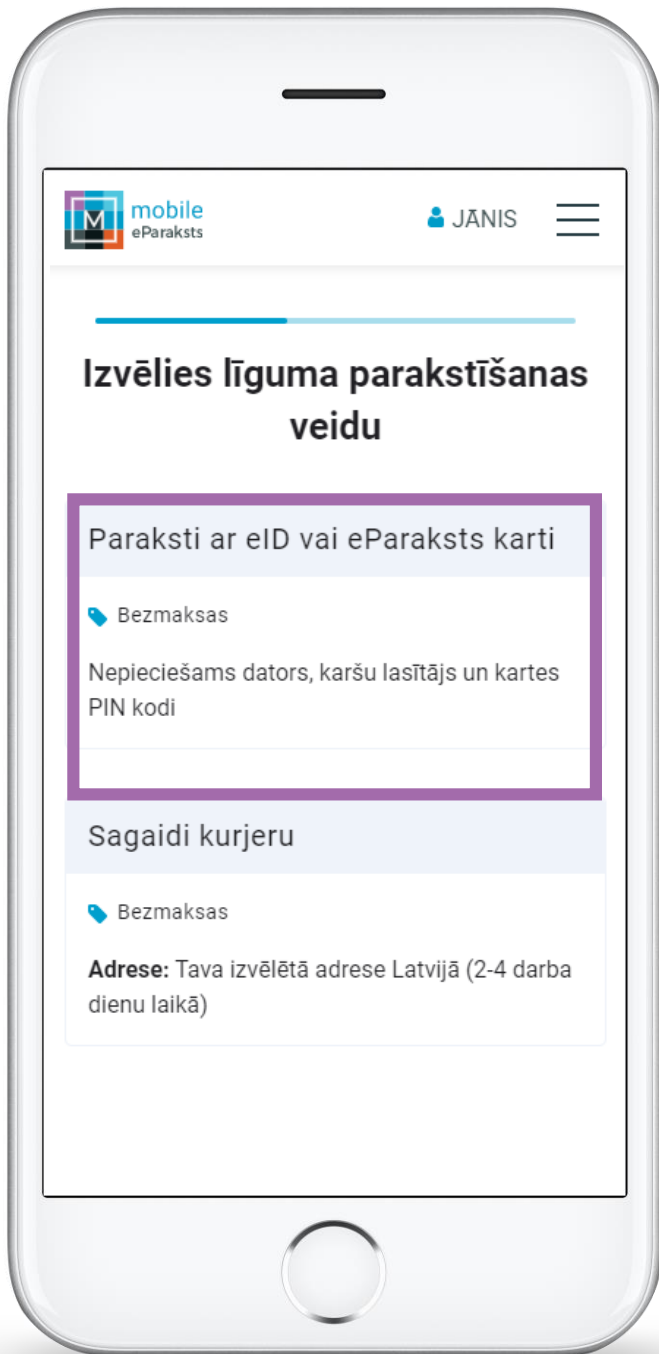 M
mobile
eParaksts
JĀNIS
Izvēlies līguma parakstīšanas
veidu
Paraksti ar eID vai eParaksts karti
Bezmaksas
Nepieciešams dators, karšu lasītājs un kartes
PIN kodi
Sagaidi kurjeru
Bezmaksas
Adrese: Tava izvēlētā adrese Latvijā (2-4 darba
dienu laikā)